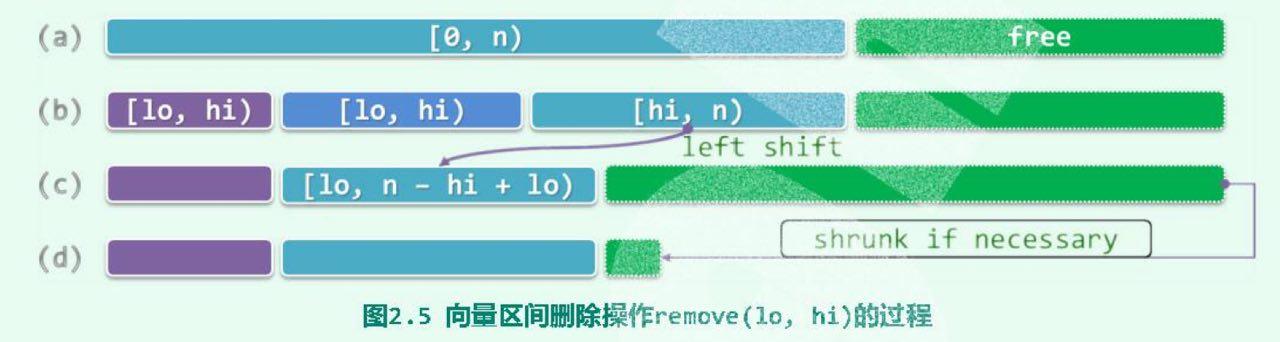 (a) [0, n) free
(b) [lo, hi) [lo, hi) [hi, n)
left shift
(c) [lo, n - hi + lo)
shrunk if necessary
(d)
图2.5 向量区间删除操作remove(lo, hi)的过程